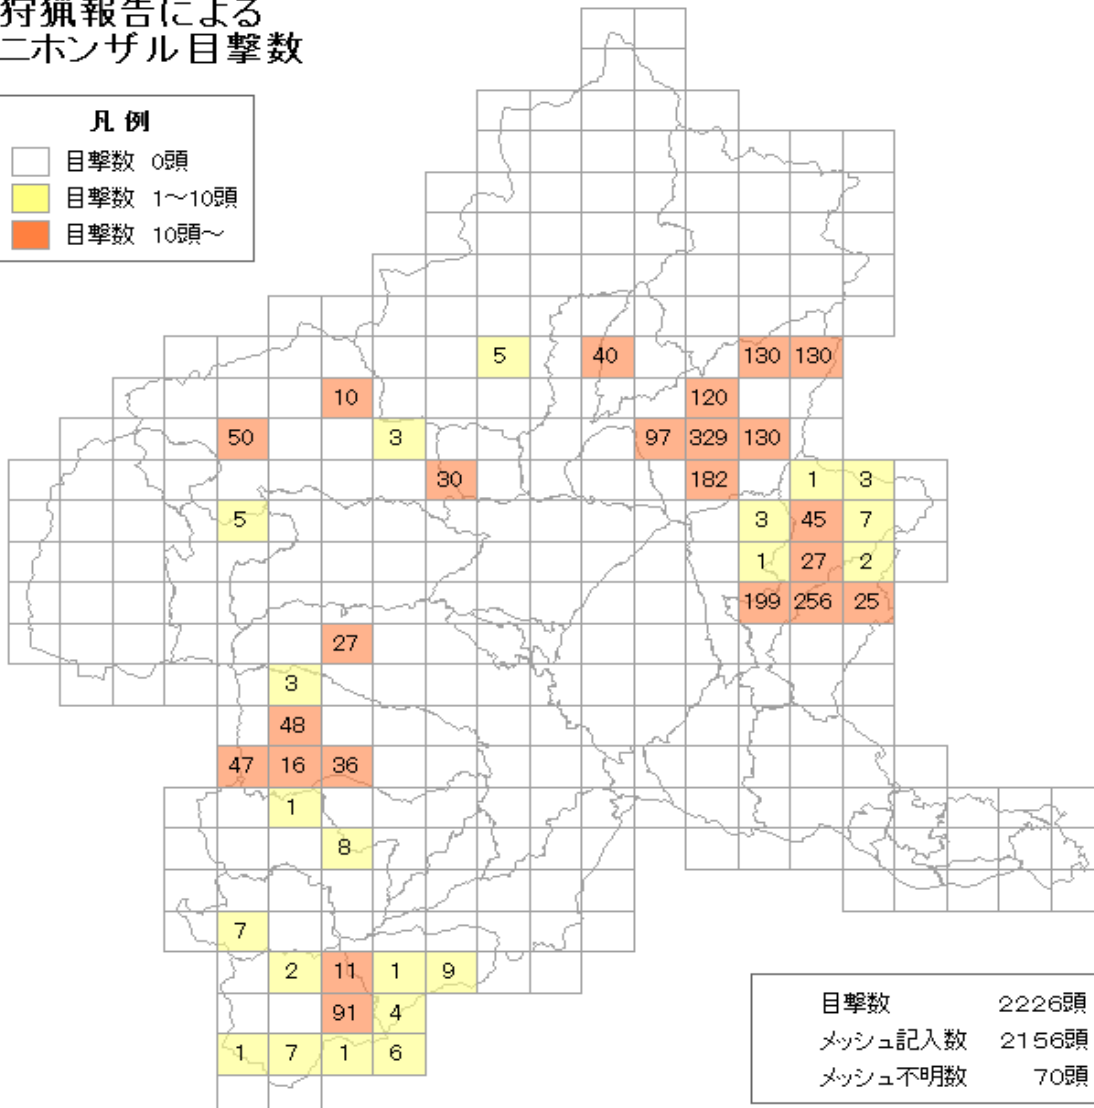 狩猟報告による
ニホンザル目撃数
凡例
目撃数 0頭
目撃数 1～10頭
目撃数 10頭～
5 40 130 130
10 120
50 3 97 329 130
30 182 1 3
5 3 45 7
1 27 2
199 256 25
27
3
48
47 16 36
1
8
7
2 11 1 9
91 4
1 7 1 6
目撃数 2226頭
メッシュ記入数 2156頭
メッシュ不明数 70頭